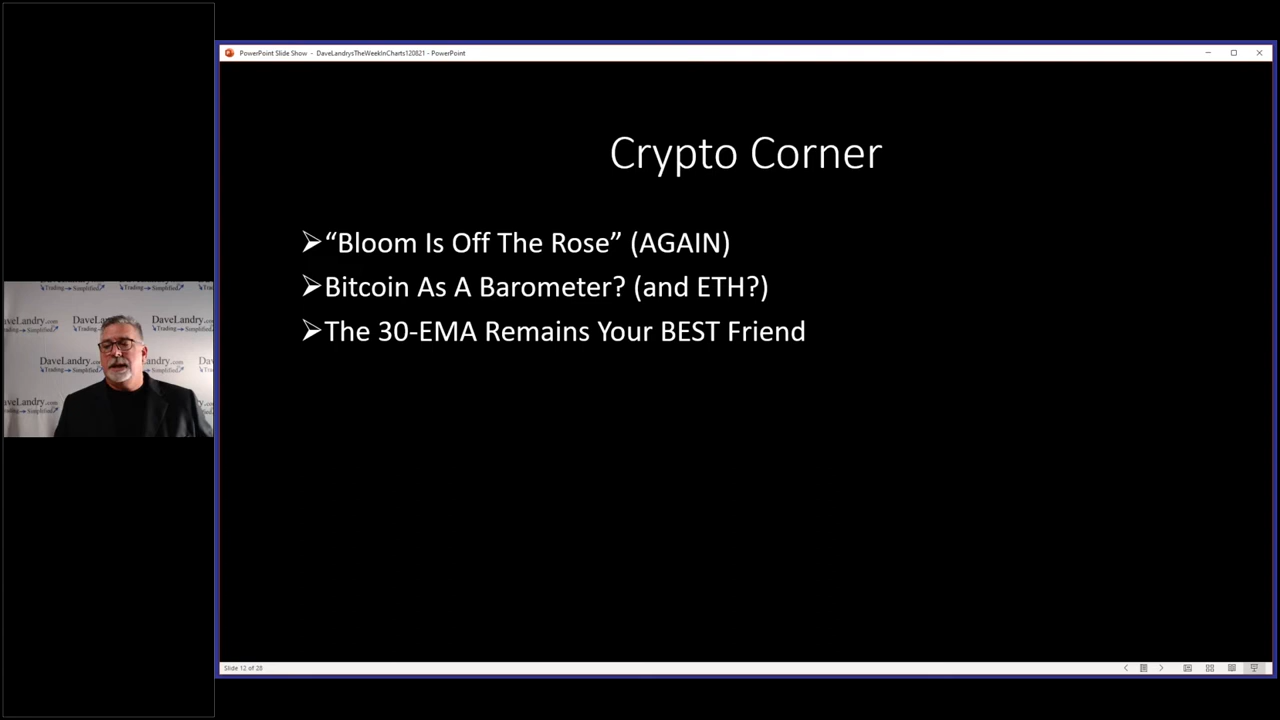 PowerPoint Slide Show - DaveLandrysTheWeekInCharts120821 - PowerPoint
Crypto Corner
➢“Bloom Is Off The Rose” (AGAIN)
➢Bitcoin As A Barometer? (and ETH?)
➢The 30-EMA Remains Your BEST Friend
DaveLandry.com
Trading Simplified
Slide 12 of 28